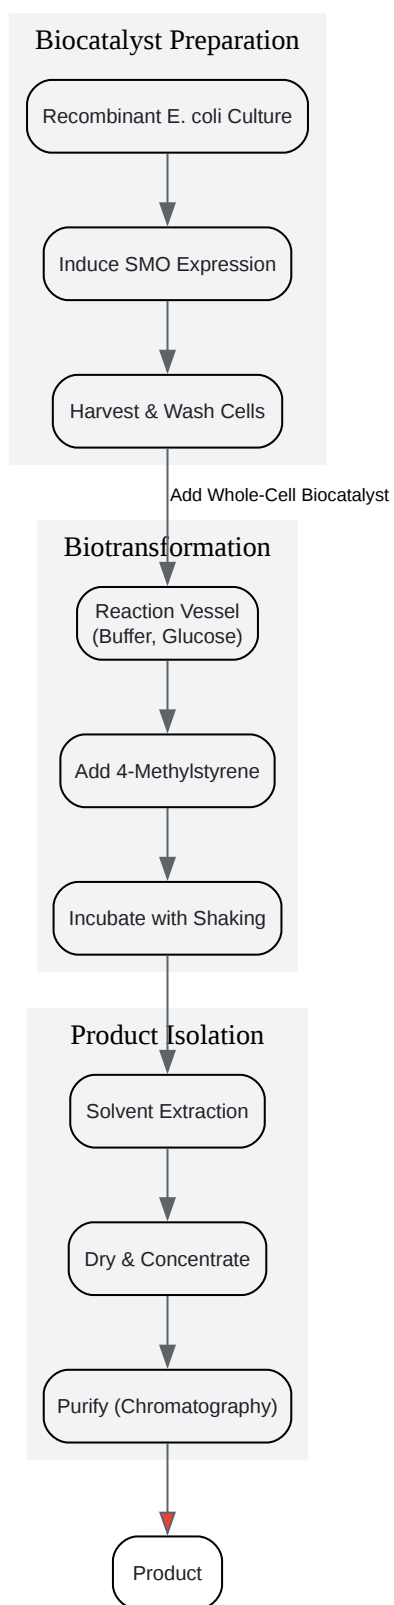 Biocatalyst Preparation
Recombinant E. coli Culture
Induce SMO Expression
Harvest & Wash Cells
Add Whole-Cell Biocatalyst
Biotransformation
Reaction Vessel
(Buffer, Glucose)
Add 4-Methylstyrene
Incubate with Shaking
Product Isolation
Solvent Extraction
Dry & Concentrate
Purify (Chromatography)
Product